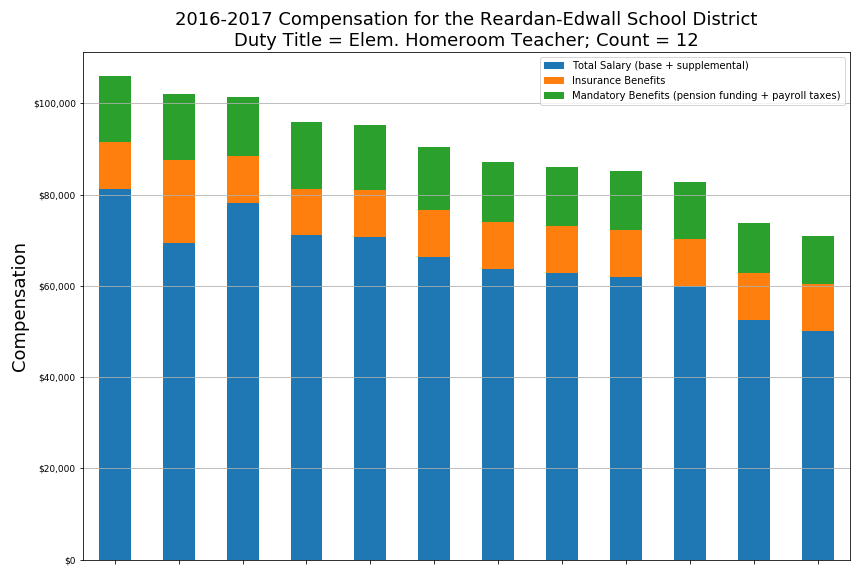 2016-2017 Compensation for the Reardan-Edwall School District
Duty Title = Elem. Homeroom Teacher; Count = 12
Total Salary (base + supplemental)
Insurance Benefits
Mandatory Benefits (pension funding + payroll taxes)
Compensation
$100,000
$80,000
$60,000
$40,000
$20,000
$0